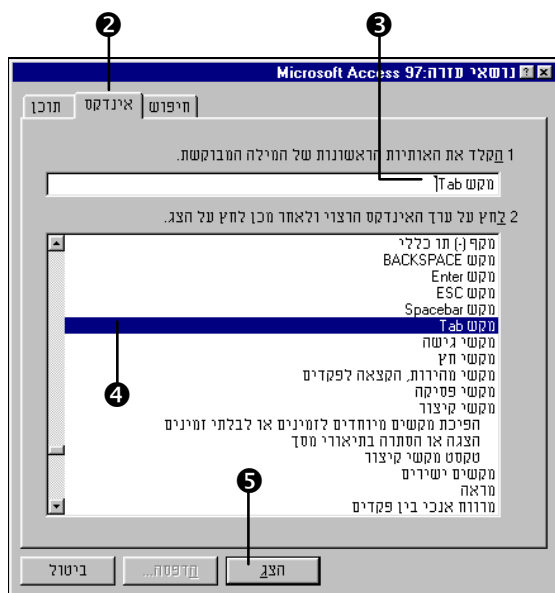 ❷ ❸
נושאי עזרה: Microsoft Access 97
חיפוש אינדקס תוכן
1 הקלד את האותיות הראשונות של המילה המבוקשת.
מקש Tab
2 לחץ על ערך האינדקס הרצוי ולאחר מכן לחץ על הצג.
מקף (-) תו כללי
מקש BACKSPACE
מקש Enter
מקש ESC
מקש Spacebar
מקש Tab
❹
מקשי גישה
מקשי חץ
מקשי מהירות, הקצאה לפקדים
מקשי פסיקה
מקשי קיצור
הפיכת מקשים מיוחדים לזמינים או לבלתי זמינים
הצגה או הסתרה בתיאורי מסך
טקסט מקשי קיצור
מקשים ישירים
מראה
מרווח אנכי בין פקדים
❺
הצג הדפסה... ביטול